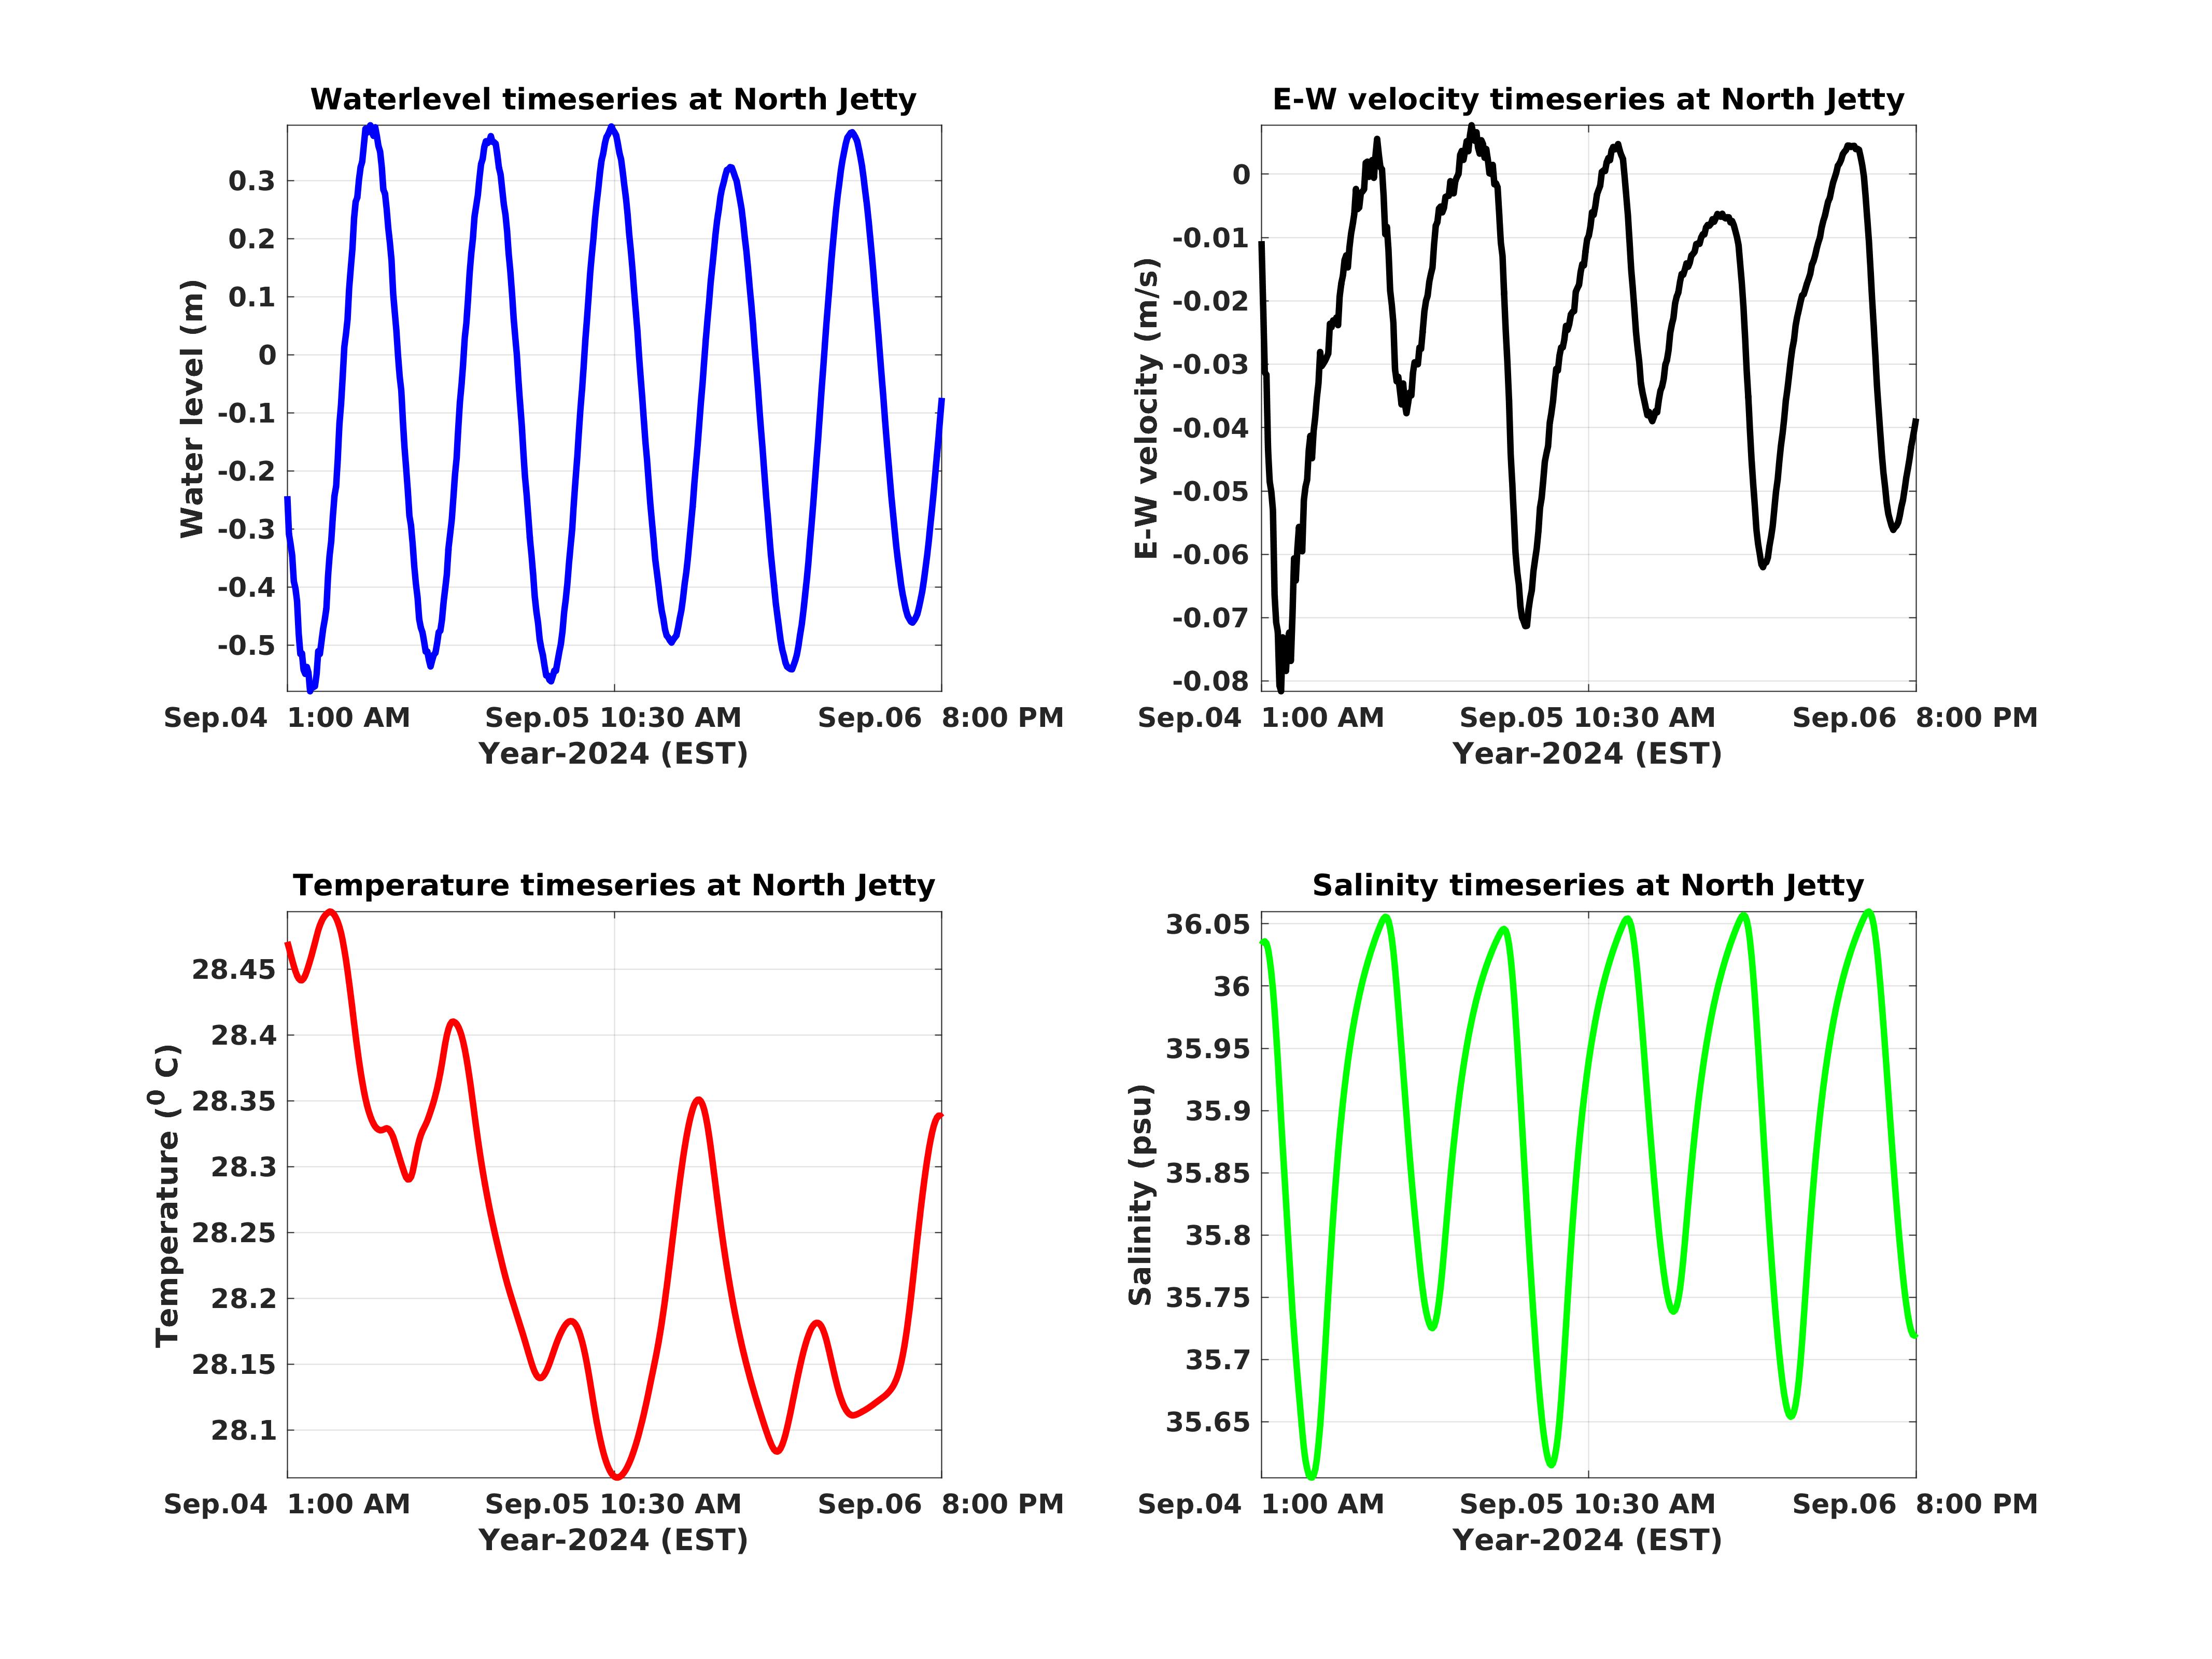 Waterlevel timeseries at North Jetty
Water level (m)
0.3
0.2
0.1
0
-0.1
-0.2
-0.3
-0.4
-0.5
Sep.04 1:00 AM Sep.05 10:30 AM Sep.06 8:00 PM
Year-2024 (EST)
E-W velocity timeseries at North Jetty
E-W velocity (m/s)
0
-0.01
-0.02
-0.03
-0.04
-0.05
-0.06
-0.07
-0.08
Sep.04 1:00 AM Sep.05 10:30 AM Sep.06 8:00 PM
Year-2024 (EST)
Temperature timeseries at North Jetty
Temperature (⁰ C)
28.45
28.4
28.35
28.3
28.25
28.2
28.15
28.1
Sep.04 1:00 AM Sep.05 10:30 AM Sep.06 8:00 PM
Year-2024 (EST)
Salinity timeseries at North Jetty
Salinity (psu)
36.05
36
35.95
35.9
35.85
35.8
35.75
35.7
35.65
Sep.04 1:00 AM Sep.05 10:30 AM Sep.06 8:00 PM
Year-2024 (EST)